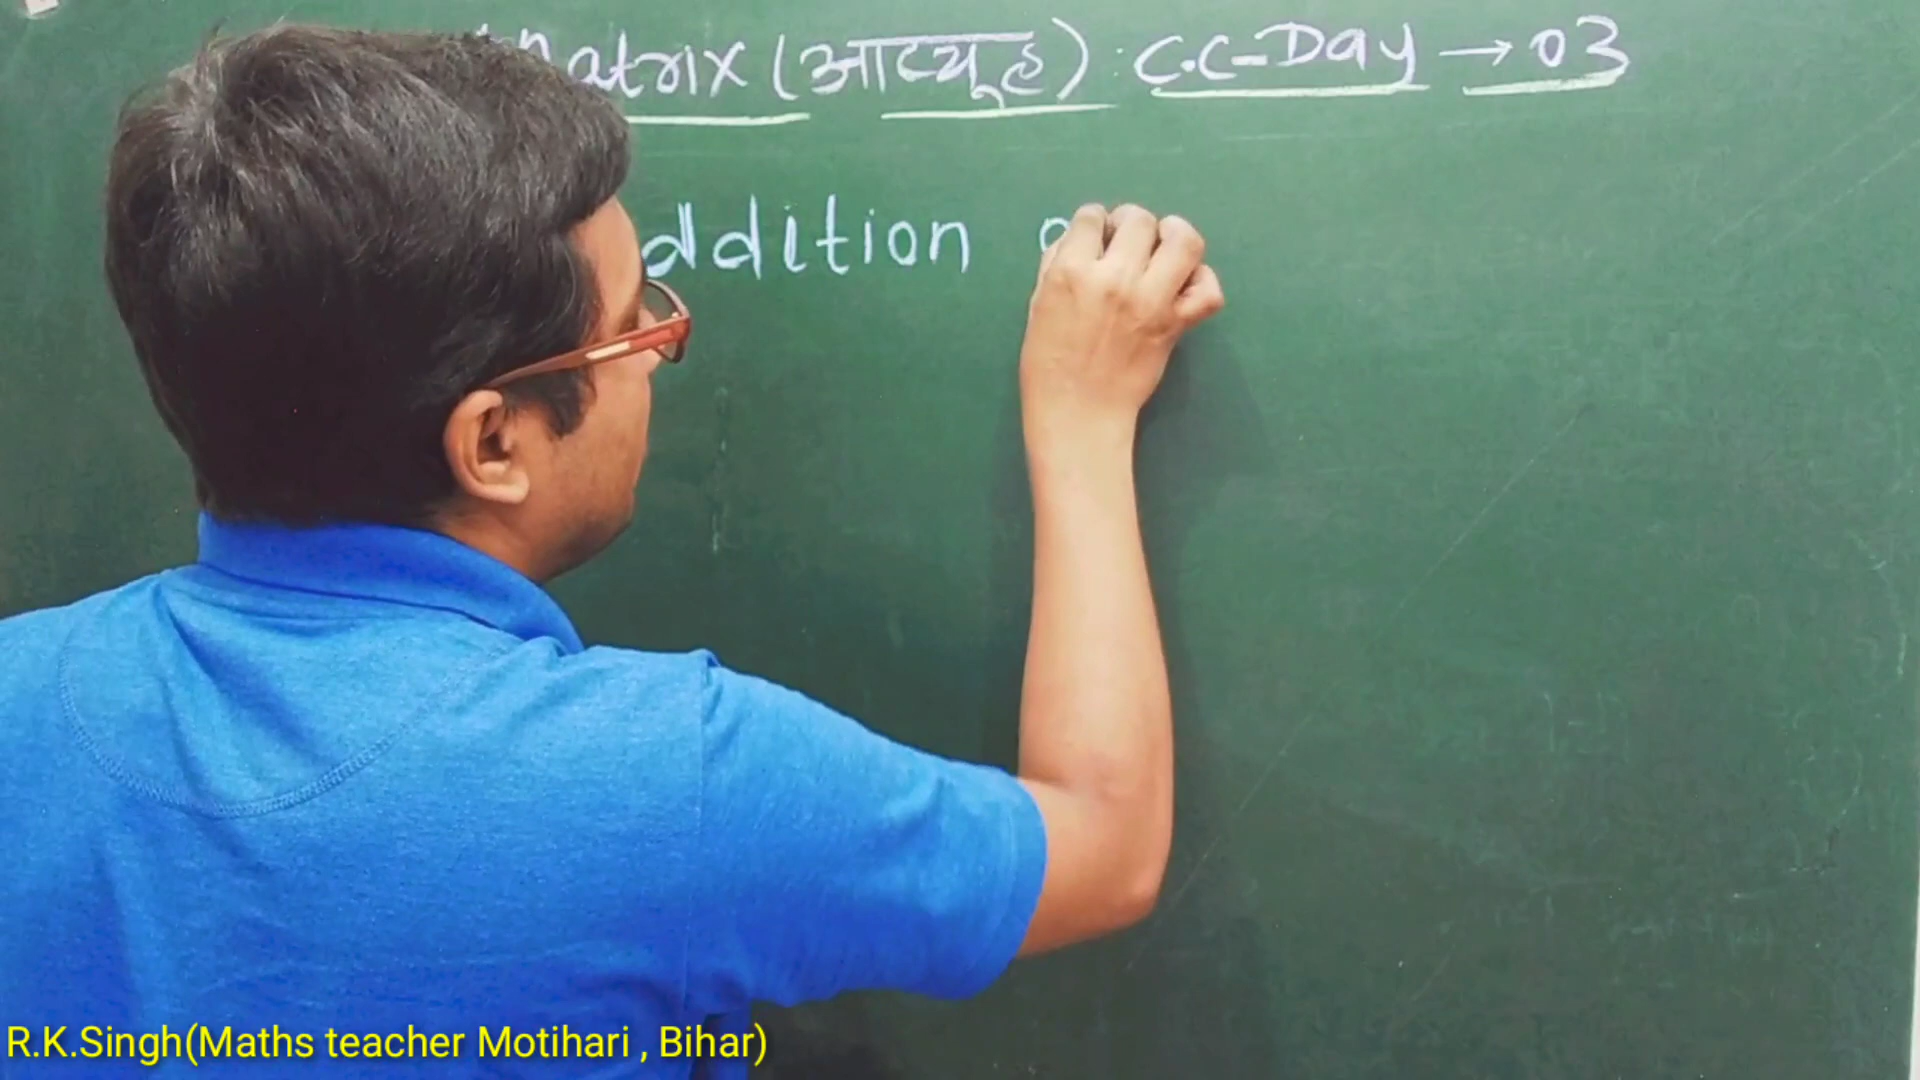 Matrix (आव्यूह) : C.C-Day → 03
ddition
R.K.Singh(Maths teacher Motihari , Bihar)